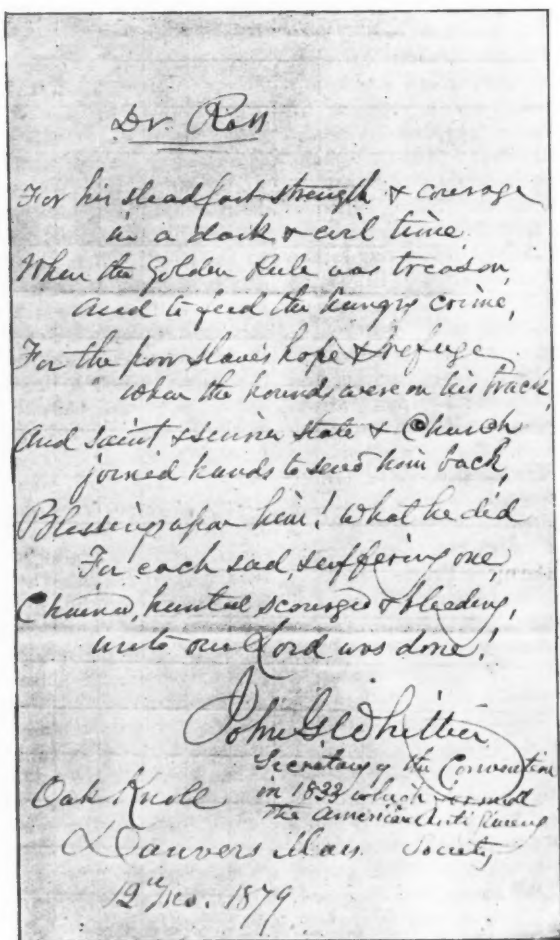 Dr. Ross
For his steadfast strength & courage
in a dark & evil time
When the Golden Rule was treason,
And to feed the hungry crime,
For the poor slave's hope & refuge
When the hounds were on his track,
And saint & sinner state & Church
joined hands to send him back,
Blessings upon him! What he did
For each sad, suffering one,
Chained, hunted scourged & bleeding,
unto our Lord was done!
John G Whittier
Secretary of the Convention
in 1833 which formed
the American Anti Slavery
Society
Oak Knoll
Danvers Mass
12th mo. 1879